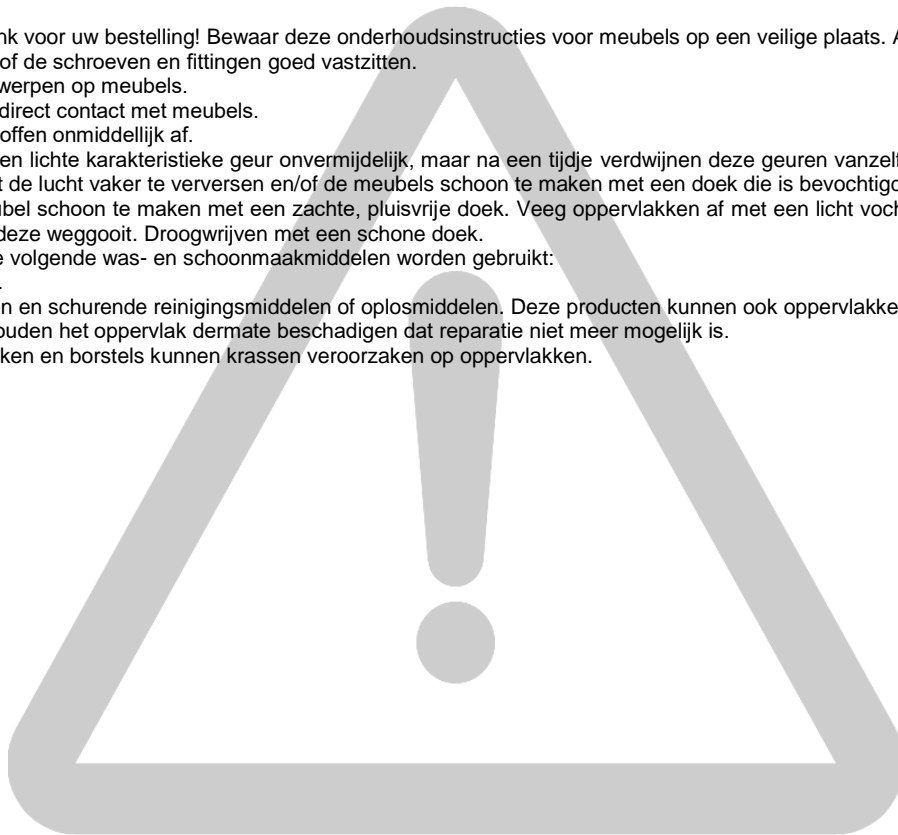 nk voor uw bestelling! Bewaar deze onderhoudsinstructies voor meubels op een veilige plaats. A
of de schroeven en fittingen goed vastzitten.
werpen op meubels.
direct contact met meubels.
offen onmiddellijk af.
en lichte karakteristieke geur onvermijdelijk, maar na een tijdje verdwijnen deze geuren vanzelf
t de lucht vaker te verversen en/of de meubels schoon te maken met een doek die is bevochtigd
ubel schoon te maken met een zachte, pluisvrije doek. Veeg oppervlakken af met een licht voch
deze weggooit. Droogwrijven met een schone doek.
e volgende was- en schoonmaakmiddelen worden gebruikt:
.
n en schurende reinigingsmiddelen of oplosmiddelen. Deze producten kunnen ook oppervlakke
ouden het oppervlak dermate beschadigen dat reparatie niet meer mogelijk is.
ken en borstels kunnen krassen veroorzaken op oppervlakken.